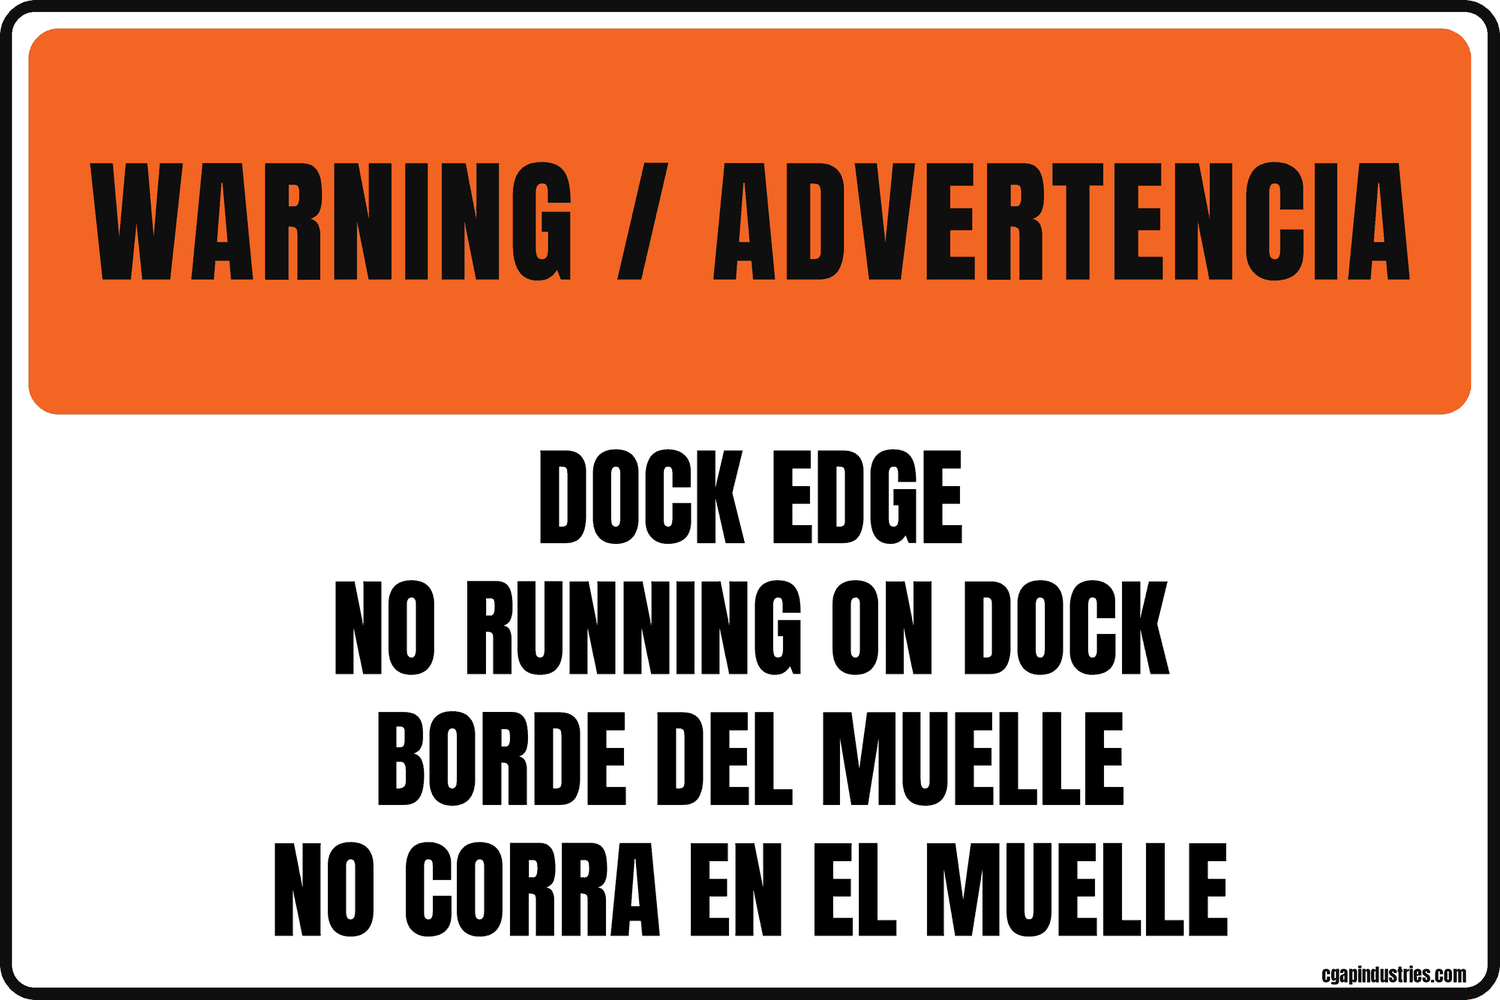 WARNING / ADVERTENCIA
DOCK EDGE
NO RUNNING ON DOCK
BORDE DEL MUELLE
NO CORRA EN EL MUELLE
cgapindustries.com